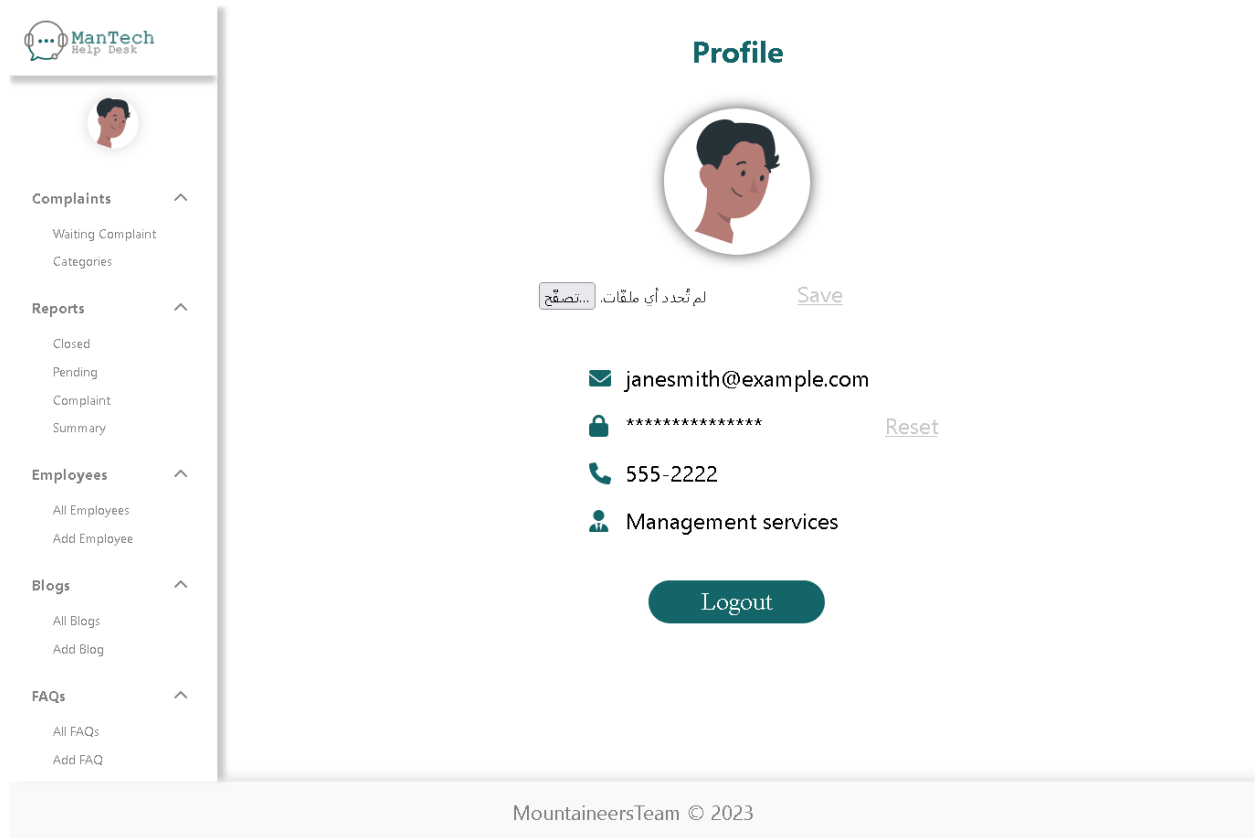 ManTech
Help Desk
Complaints
Waiting Complaint
Categories
Reports
Closed
Pending
Complaint
Summary
Employees
All Employees
Add Employee
Blogs
All Blogs
Add Blog
FAQs
All FAQs
Add FAQ
Profile
تصفّح... لم تُحدد أي ملفّات. Save
janesmith@example.com
*************** Reset
555-2222
Management services
Logout
MountaineersTeam © 2023